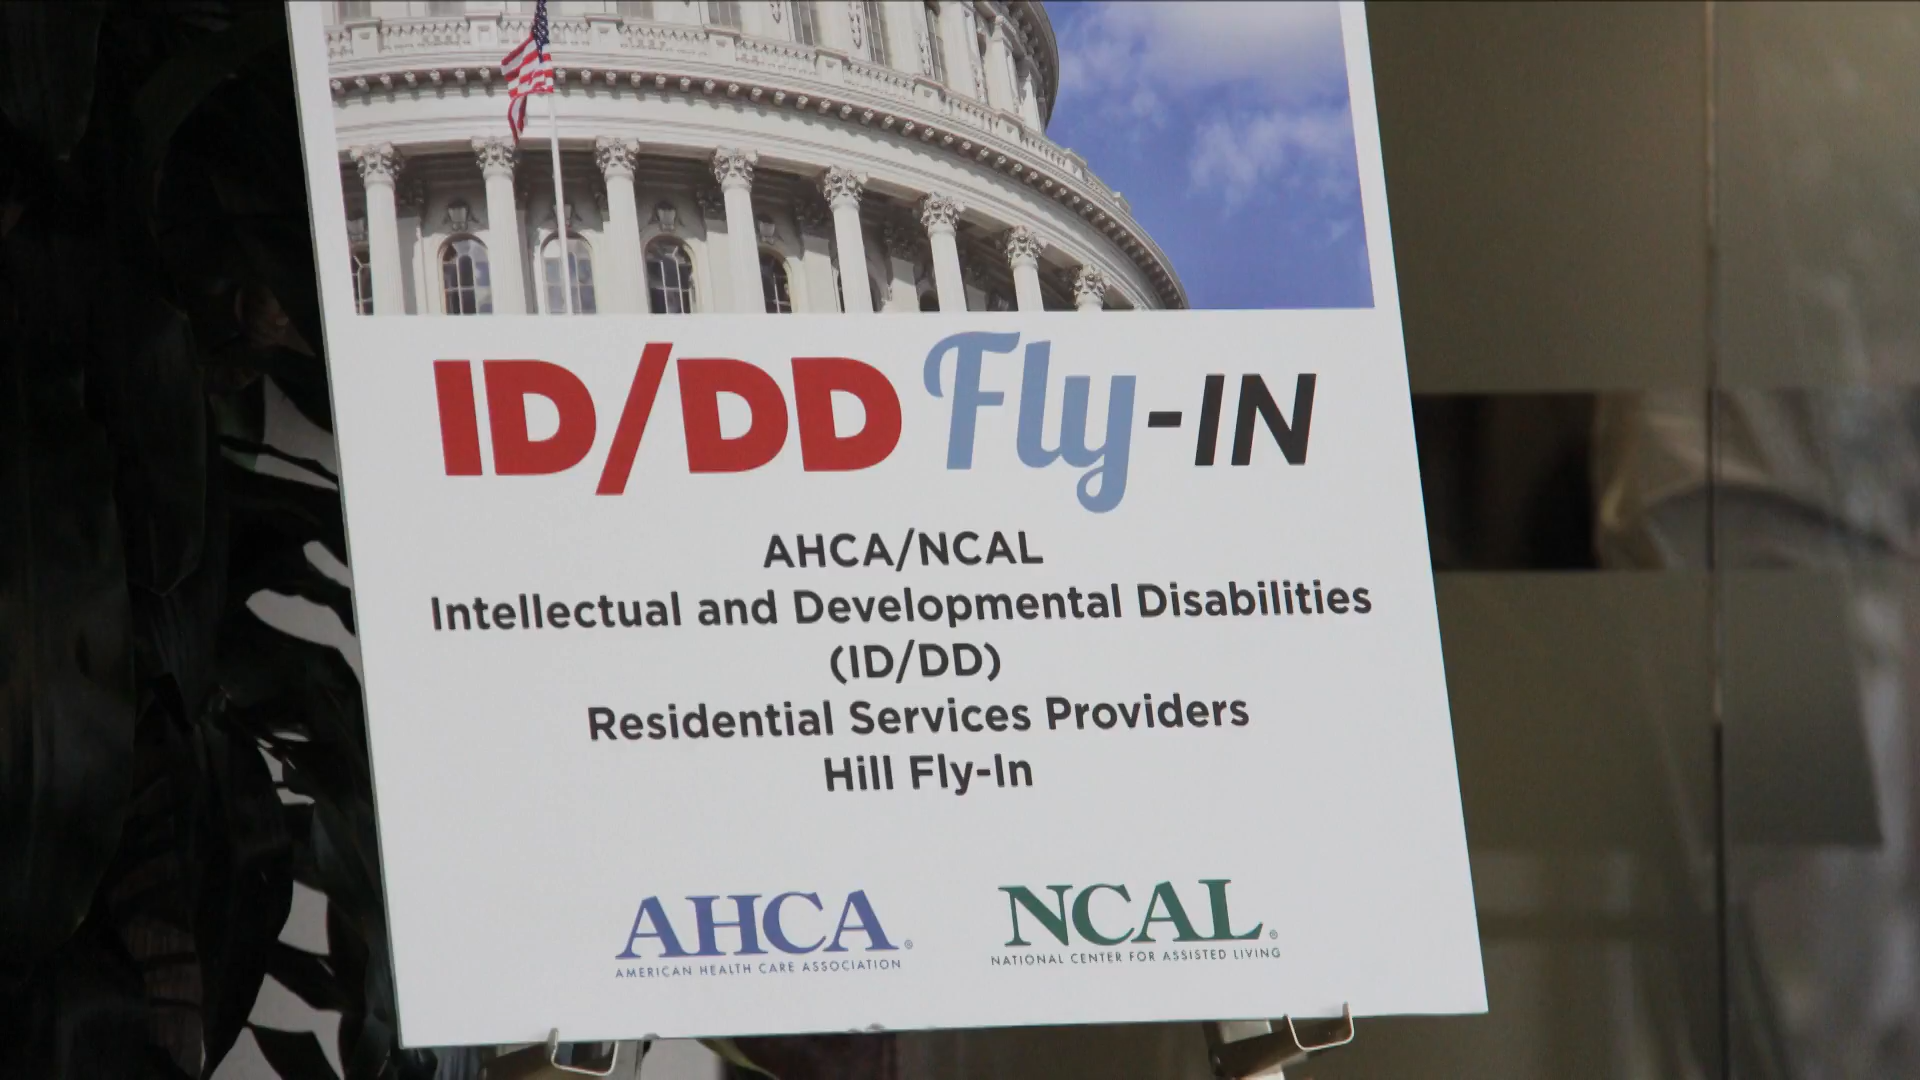 ID/DD Fly-IN
AHCA/NCAL
Intellectual and Developmental Disabilities
(ID/DD)
Residential Services Providers
Hill Fly-In
AHCA®
AMERICAN HEALTH CARE ASSOCIATION
NCAL®
NATIONAL CENTER FOR ASSISTED LIVING